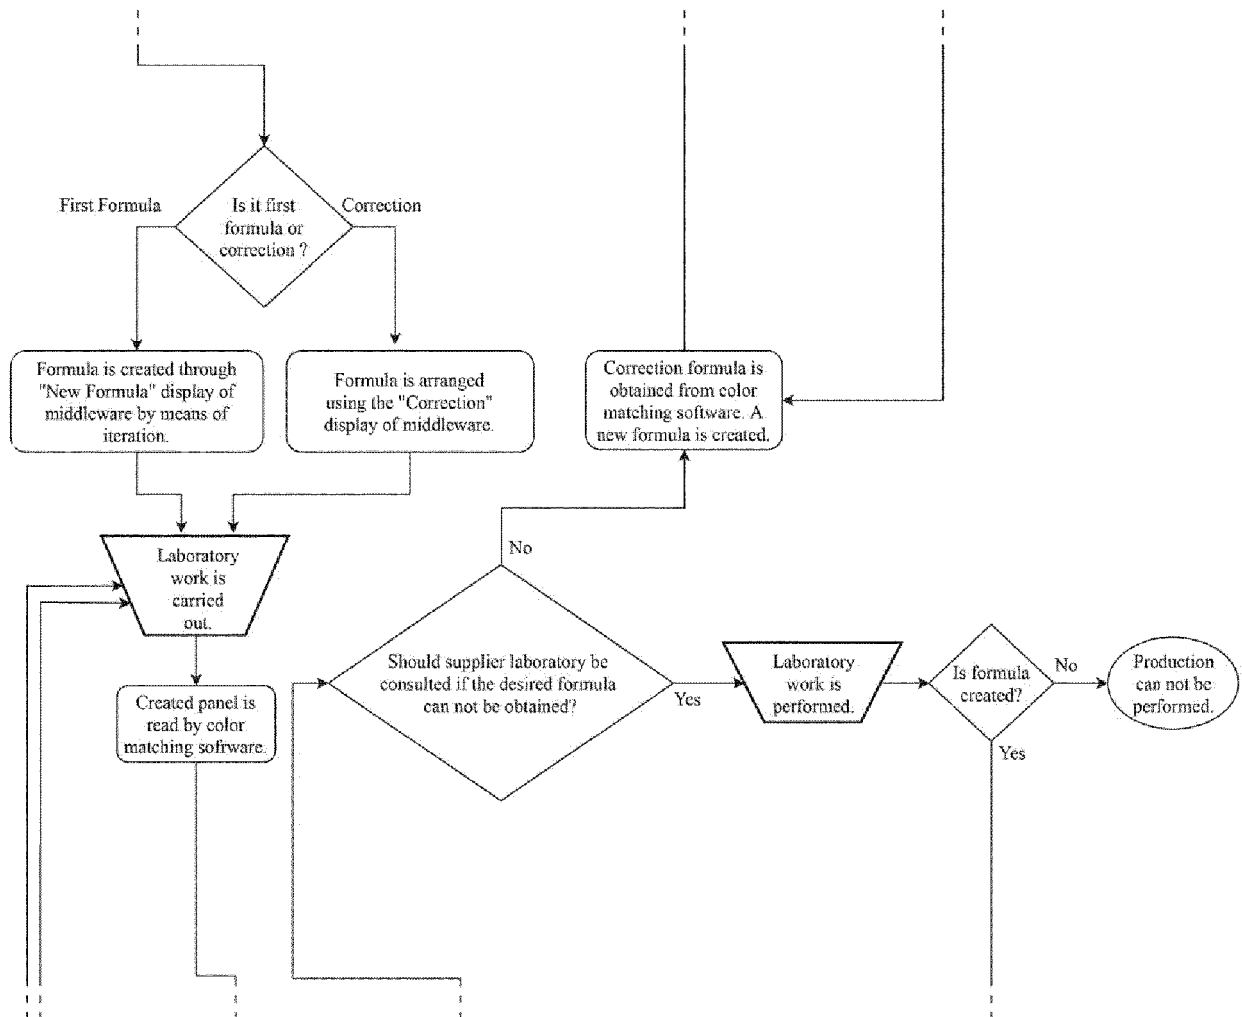 First Formula
Is it first
formula or
correction ?
Correction
Formula is created through
"New Formula" display of
middleware by means of
iteration.
Formula is arranged
using the "Correction"
display of middleware.
Correction formula is
obtained from color
matching software. A
new formula is created.
Laboratory
work is
carried
out.
No
Should supplier laboratory be
consulted if the desired formula
can not be obtained?
Yes
Laboratory
work is
performed.
Is formula
created?
No
Production
can not be
performed.
Yes
Created panel is
read by color
matching software.